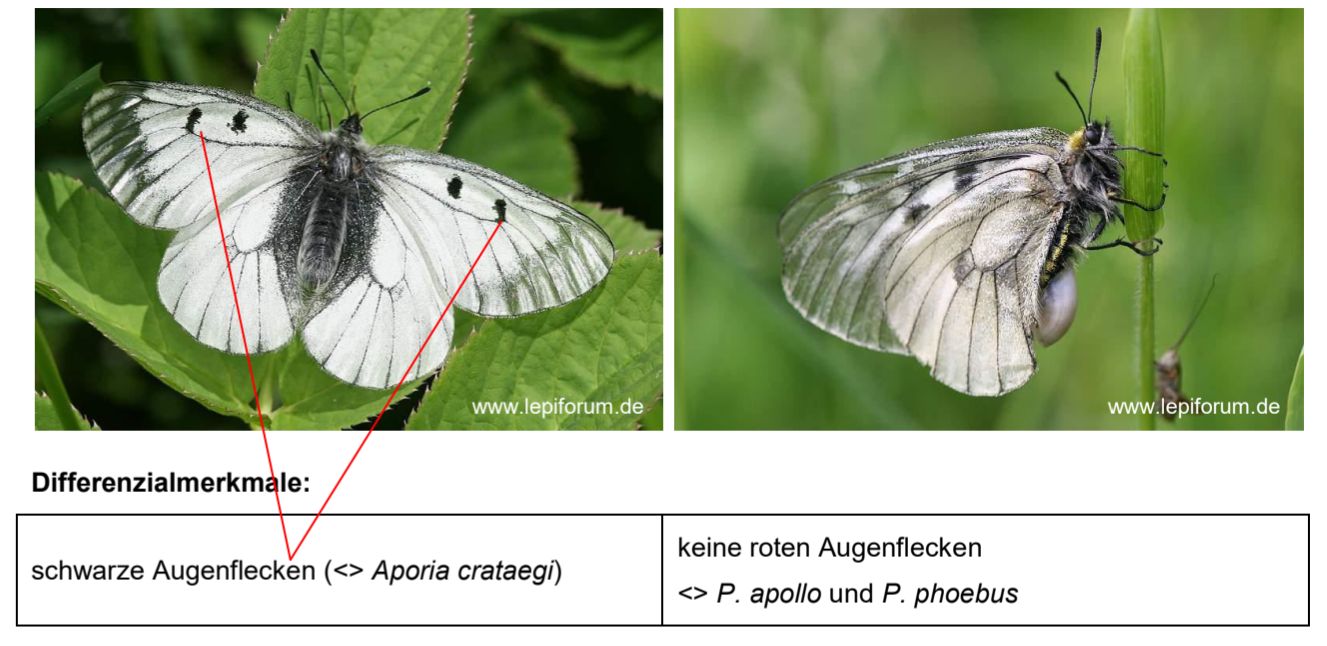 www.lepiforum.de
www.lepiforum.de
Differenzialmerkmale:
schwarze Augenflecken (<> Aporia crataegi)
keine roten Augenflecken
<> P. apollo und P. phoebus